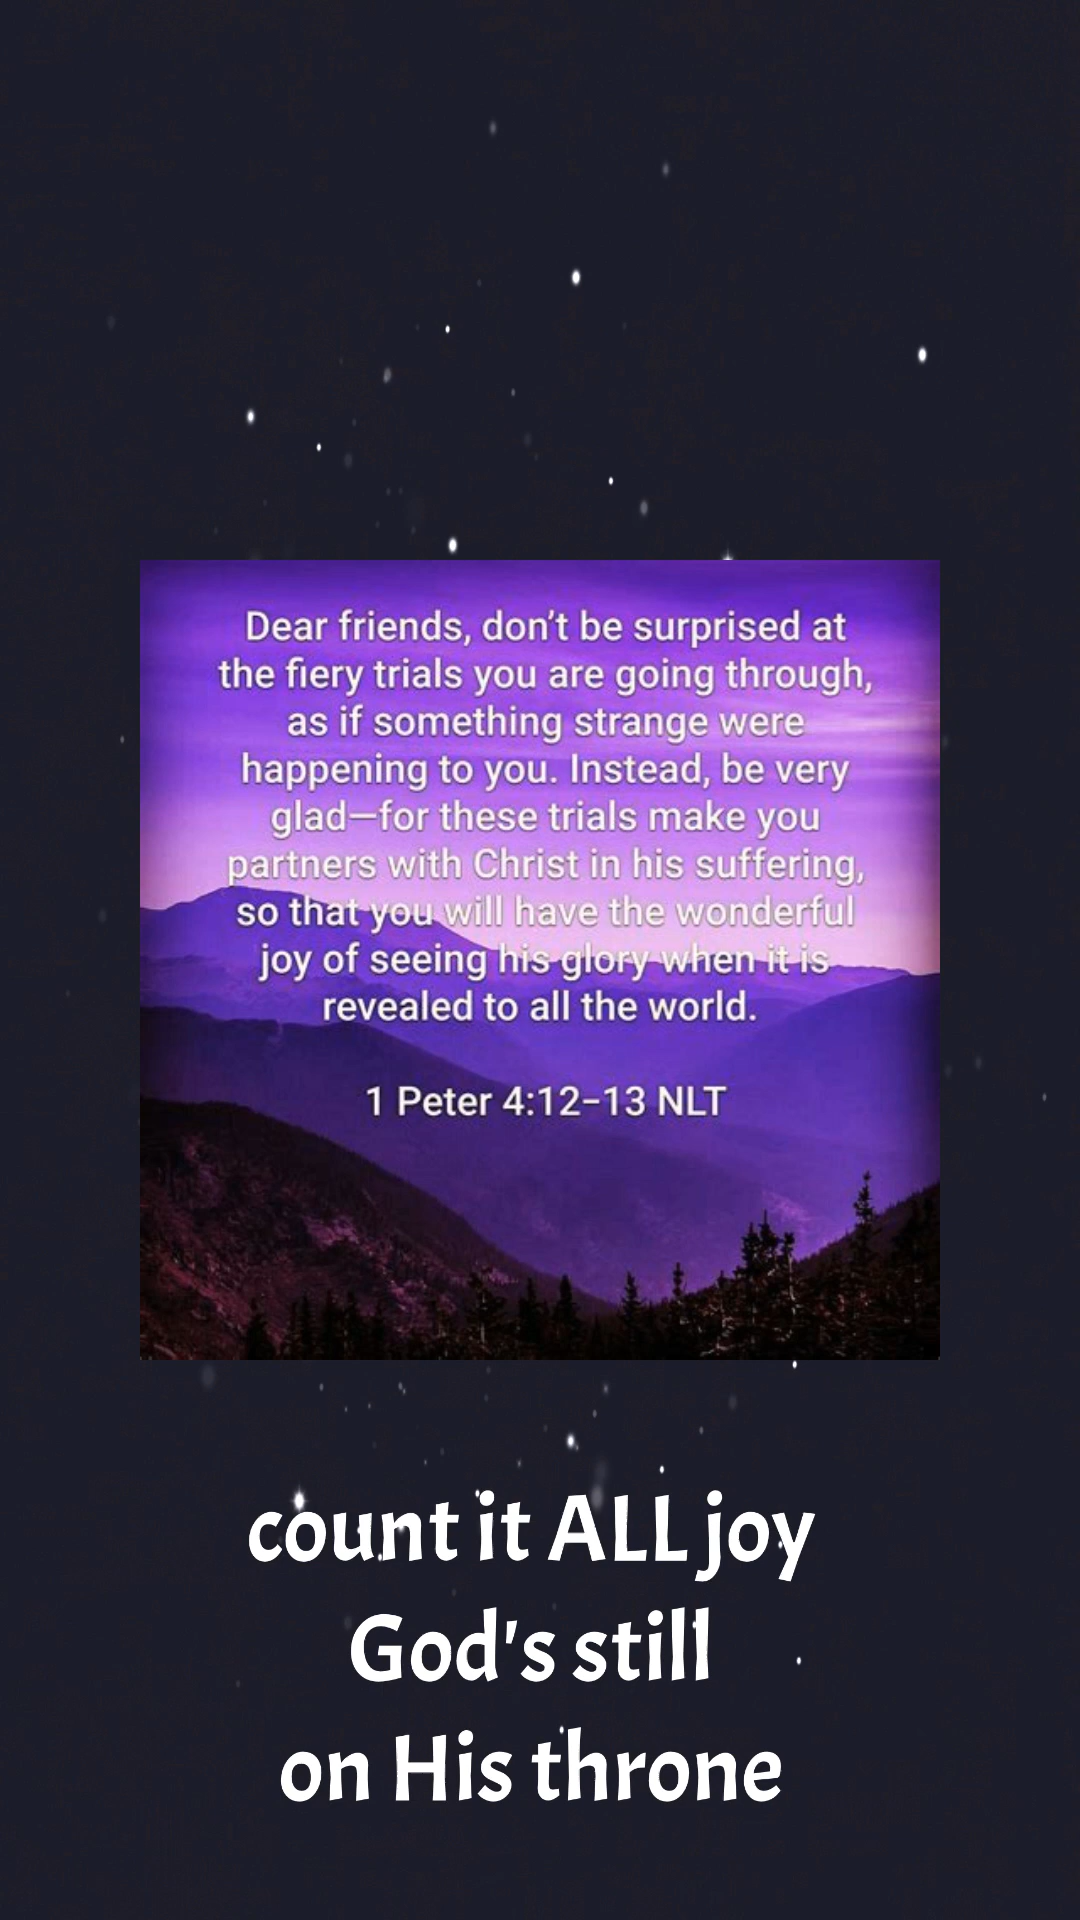 Dear friends, don’t be surprised at
the fiery trials you are going through,
as if something strange were
happening to you. Instead, be very
glad—for these trials make you
partners with Christ in his suffering,
so that you will have the wonderful
joy of seeing his glory when it is
revealed to all the world.
1 Peter 4:12–13 NLT
count it ALL joy
God's still
on His throne